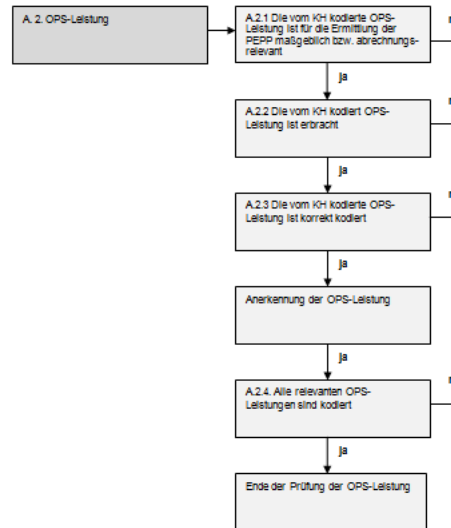 A. 2. OPS-Leistung
A.2.1 Die vom KH kodierte OPS-
Leistung ist für die Ermittlung der
PEPP maßgeblich bzw. abrechnungs-
relevant
ja
A.2.2 Die vom KH kodiert OPS-
Leistung ist erbracht
ja
A.2.3 Die vom KH kodierte OPS-
Leistung ist korrekt kodiert
ja
Anerkennung der OPS-Leistung
ja
A.2.4. Alle relevanten OPS-
Leistungen sind kodiert
ja
Ende der Prüfung der OPS-Leistung